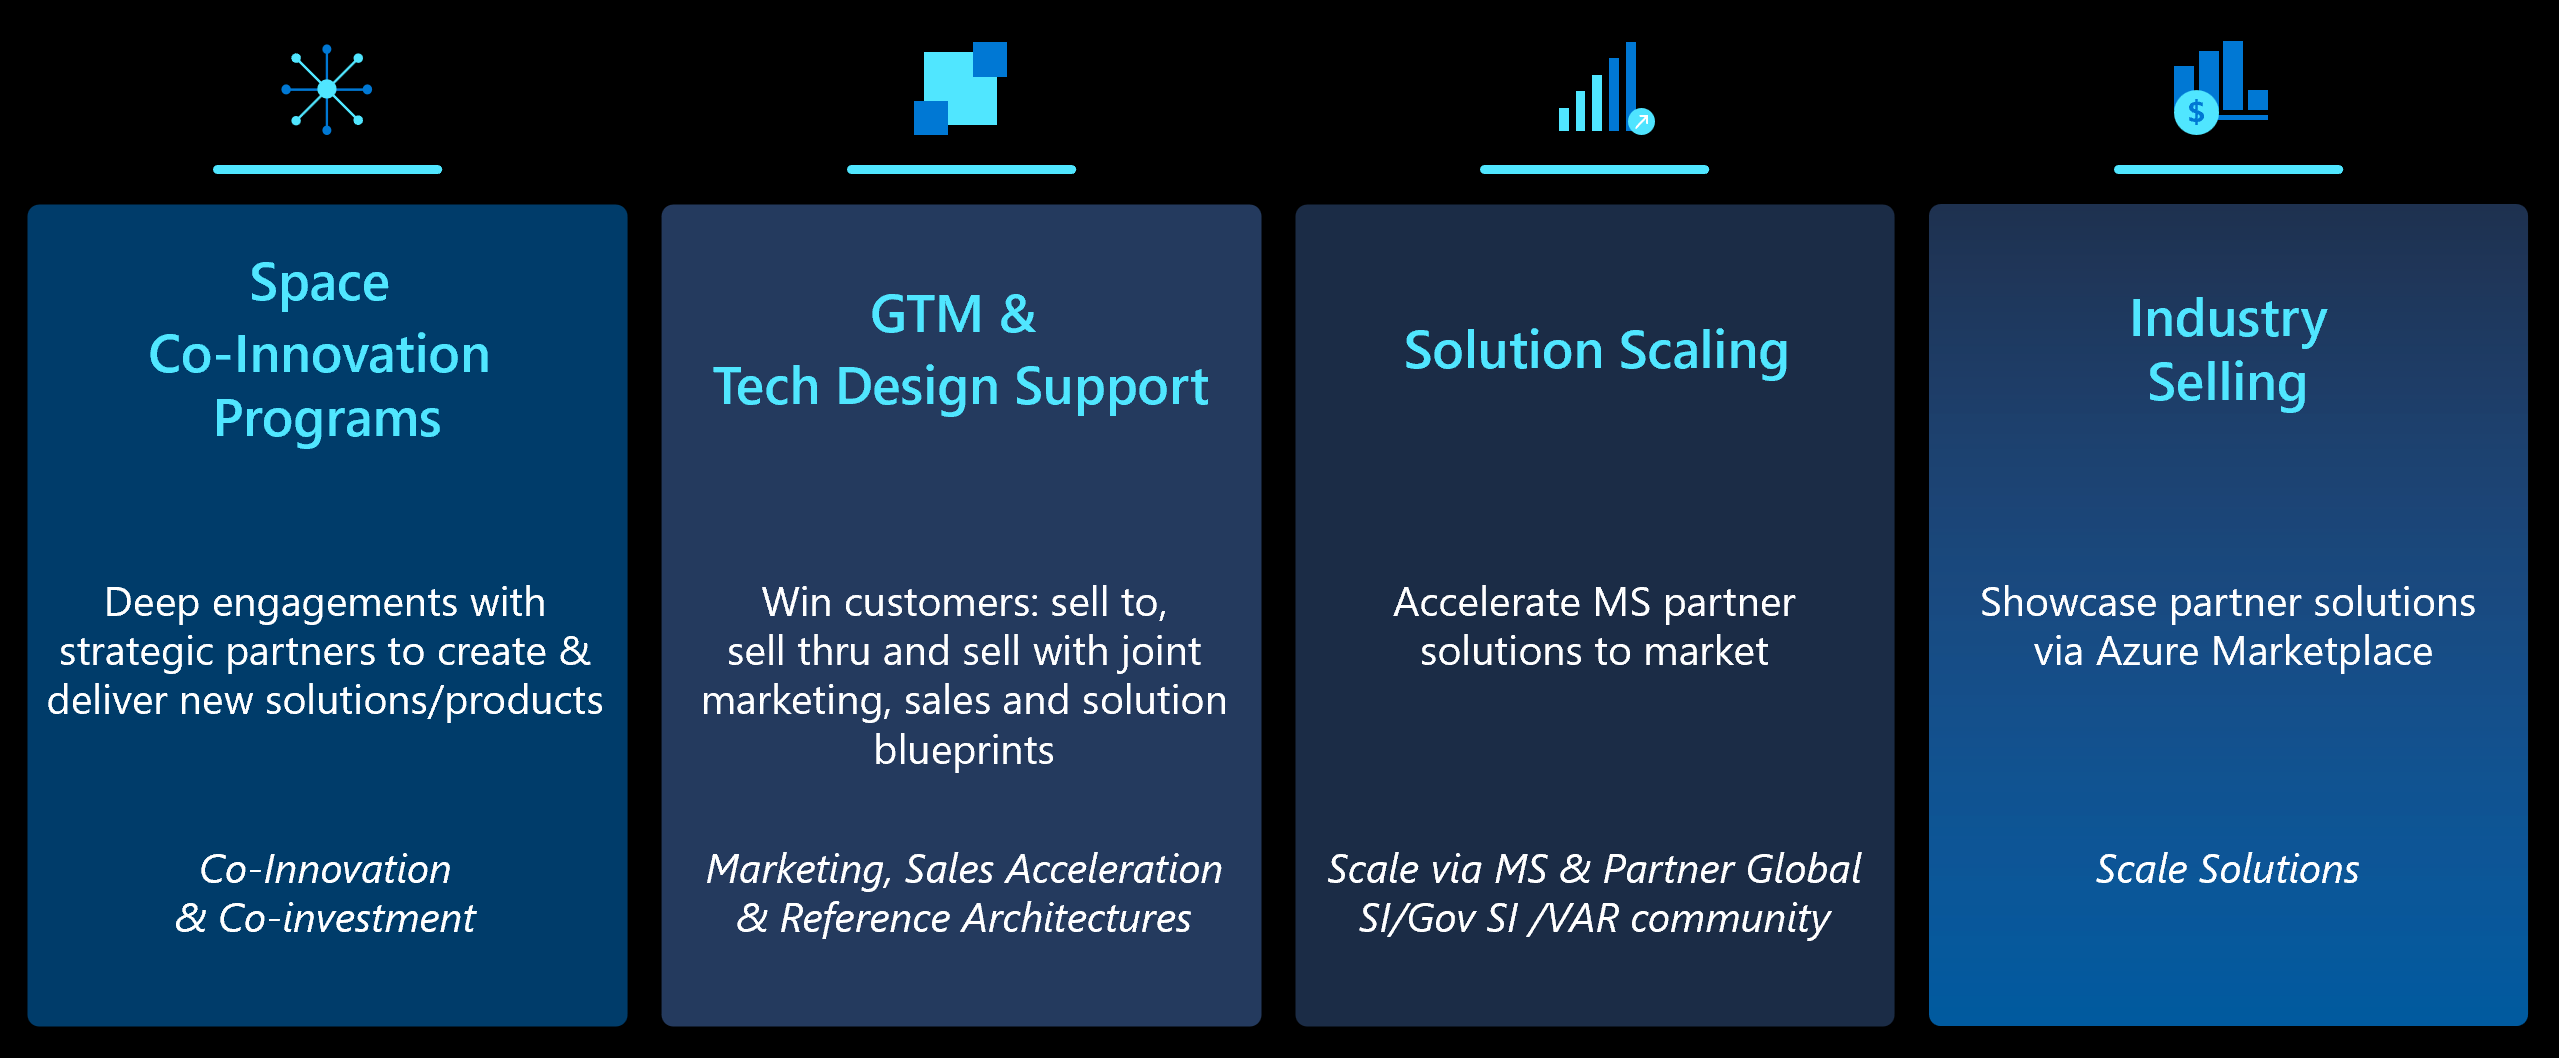 $
Space
Co-Innovation
Programs
Deep engagements with
strategic partners to create &
deliver new solutions/products
Co-Innovation
& Co-investment
GTM &
Tech Design Support
Win customers: sell to,
sell thru and sell with joint
marketing, sales and solution
blueprints
Marketing, Sales Acceleration
& Reference Architectures
Solution Scaling
Accelerate MS partner
solutions to market
Scale via MS & Partner Global
SI/Gov SI /VAR community
Industry
Selling
Showcase partner solutions
via Azure Marketplace
Scale Solutions